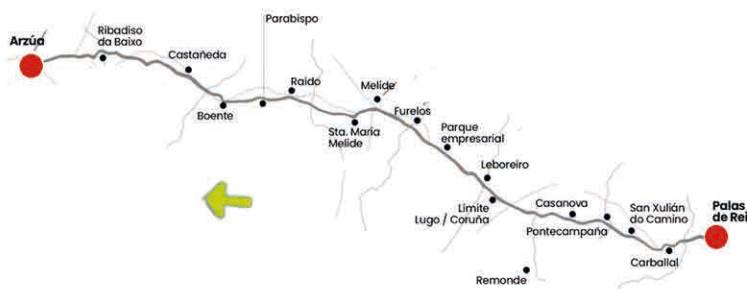 Parabispo
Ribadiso
da Baixo
Arzúa
Castañeda
Raido
Melide
Boente
Furelos
Sta. María
Melide
Parque
empresarial
Leboreiro
Límite
Lugo / Coruña
Casanova
San Xulián
do Camino
Palas
de Rei
Pontecampaña
Carballal
Remonde